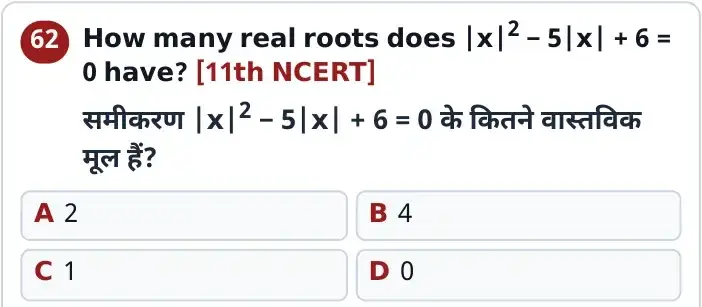 62 How many real roots does |x|² – 5|x| + 6 =
0 have? [11th NCERT]
समीकरण |x|² – 5|x| + 6 = 0 के कितने वास्तविक
मूल हैं?
A 2
B 4
C 1
D 0